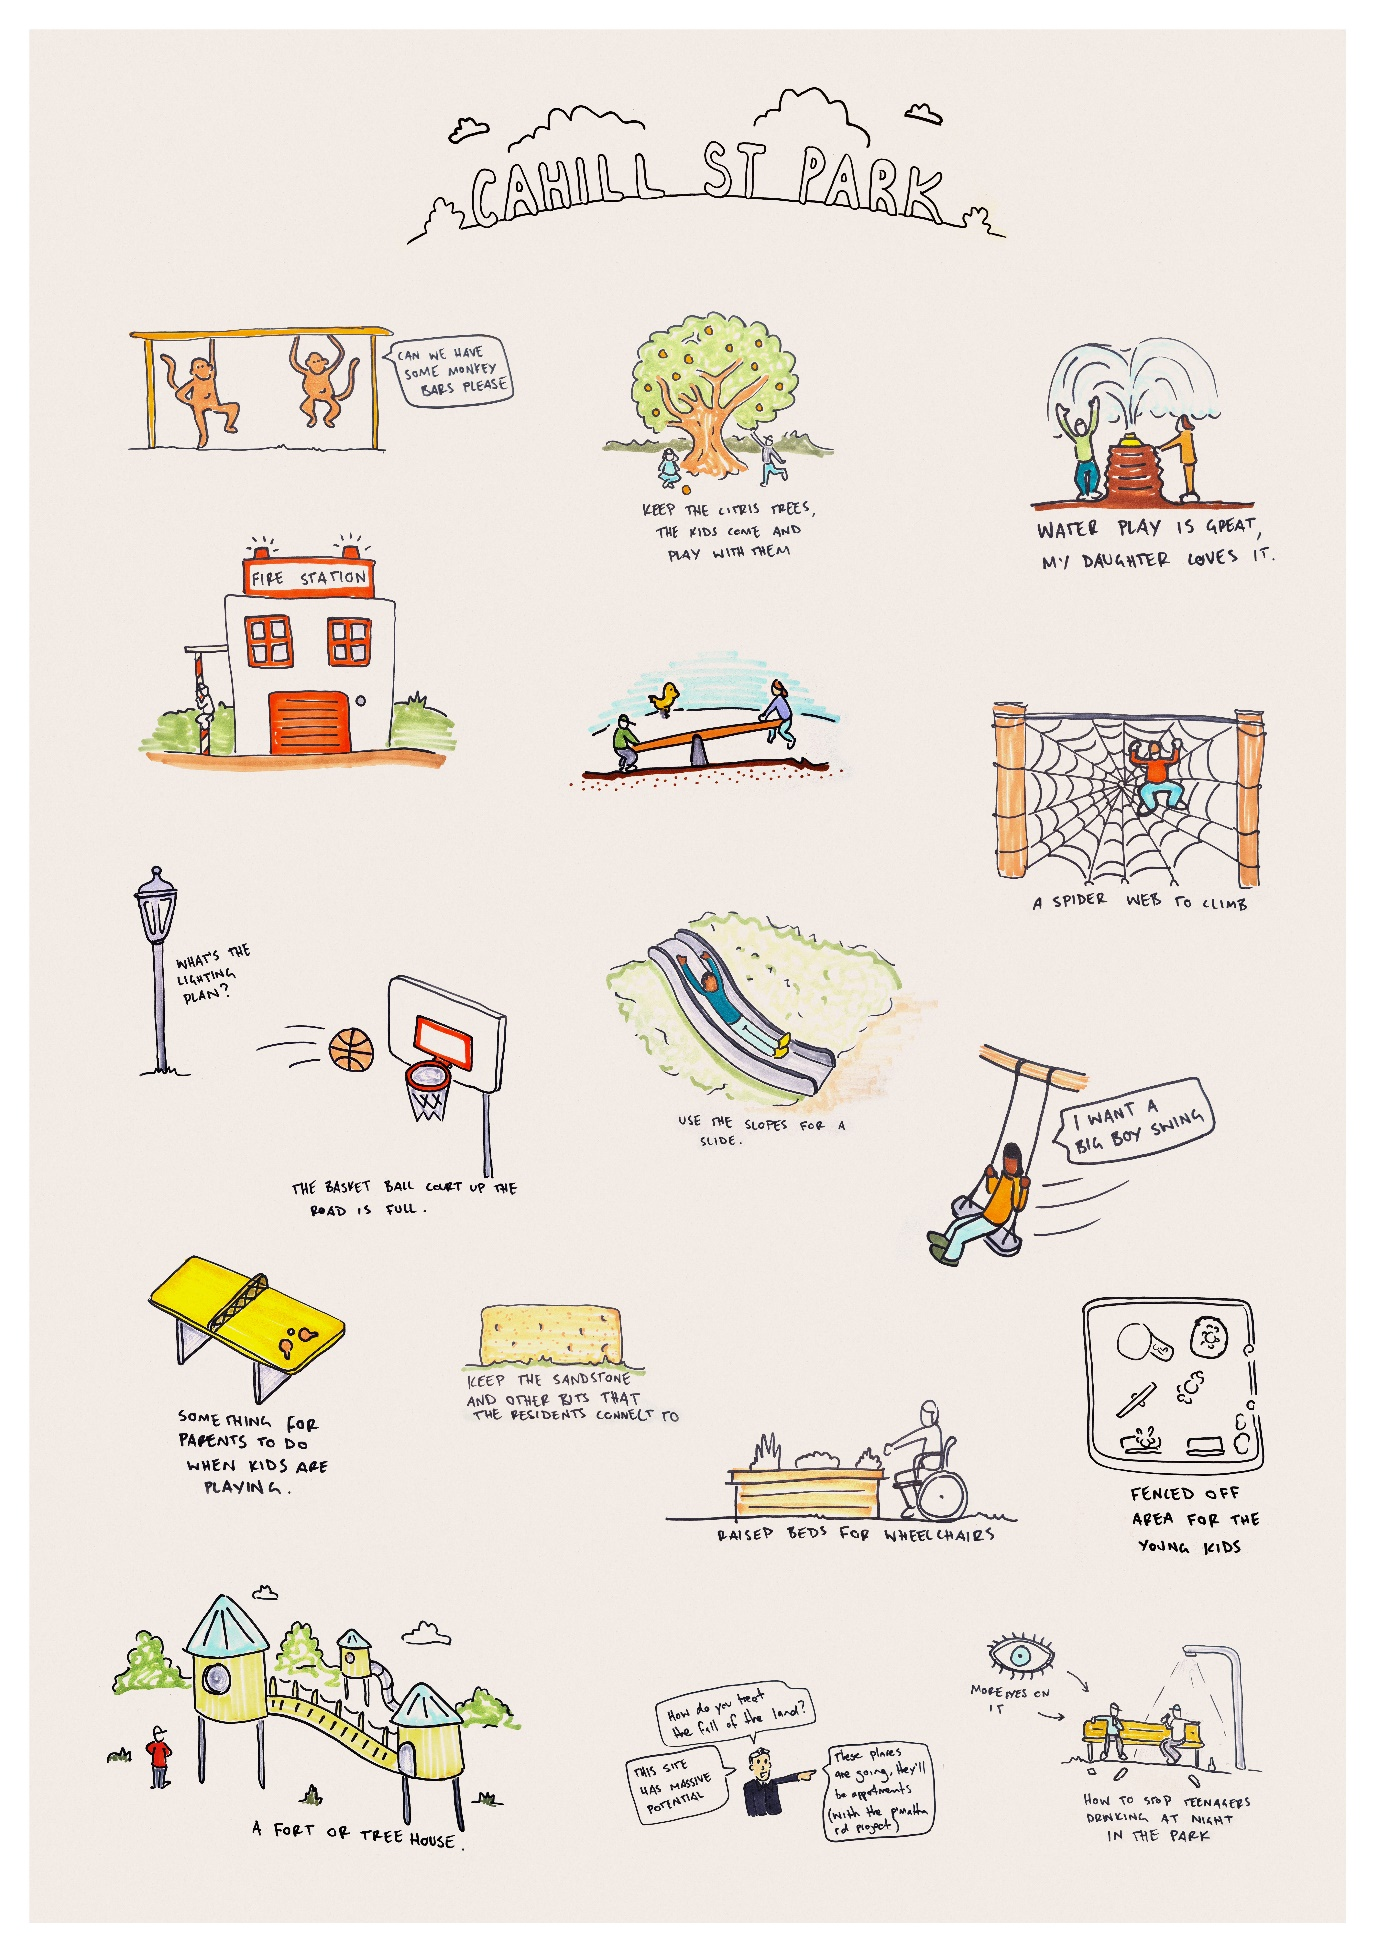 CAHILL ST PARK
CAN WE HAVE
SOME MONKEY
BARS PLEASE
KEEP THE CITRIS TREES,
THE KIDS COME AND
PLAY WITH THEM
WATER PLAY IS GREAT,
MY DAUGHTER LOVES IT.
FIRE STATION
A SPIDER WEB TO CLIMB
WHAT'S THE
LIGHTING
PLAN?
THE BASKET BALL COURT UP THE
ROAD IS FULL.
USE THE SLOPES FOR A
SLIDE.
I WANT A
BIG BOY SWING
SOMETHING FOR
PARENTS TO DO
WHEN KIDS ARE
PLAYING.
KEEP THE SANDSTONE
AND OTHER BITS THAT
THE RESIDENTS CONNECT TO
RAISED BEDS FOR WHEELCHAIRS
FENCED OFF
AREA FOR THE
YOUNG KIDS
A FORT OR TREE HOUSE.
How do you treat
the fall of the land?
THIS SITE
HAS MASSIVE
POTENTIAL
These places
are going, they'll
be appartments
(with the p'matta
rd project)
MORE EYES ON
IT
HOW TO STOP TEENAGERS
DRINKING AT NIGHT
IN THE PARK